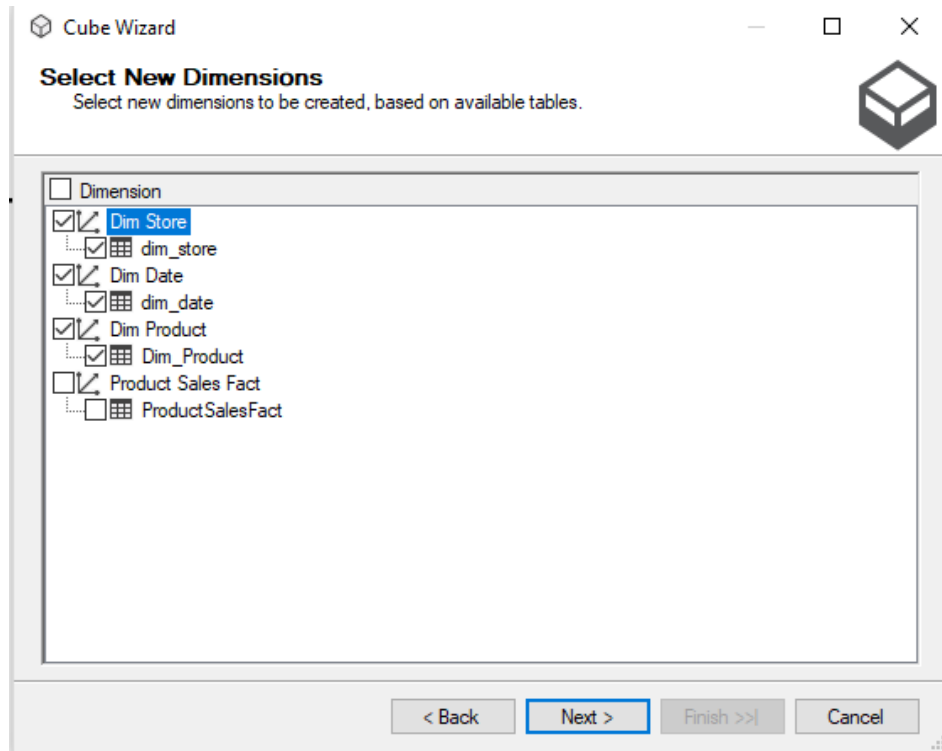 Cube Wizard
Select New Dimensions
Select new dimensions to be created, based on available tables.
Dimension
Dim Store
dim_store
Dim Date
dim_date
Dim Product
Dim_Product
Product Sales Fact
ProductSalesFact
< Back Next > Finish >>| Cancel